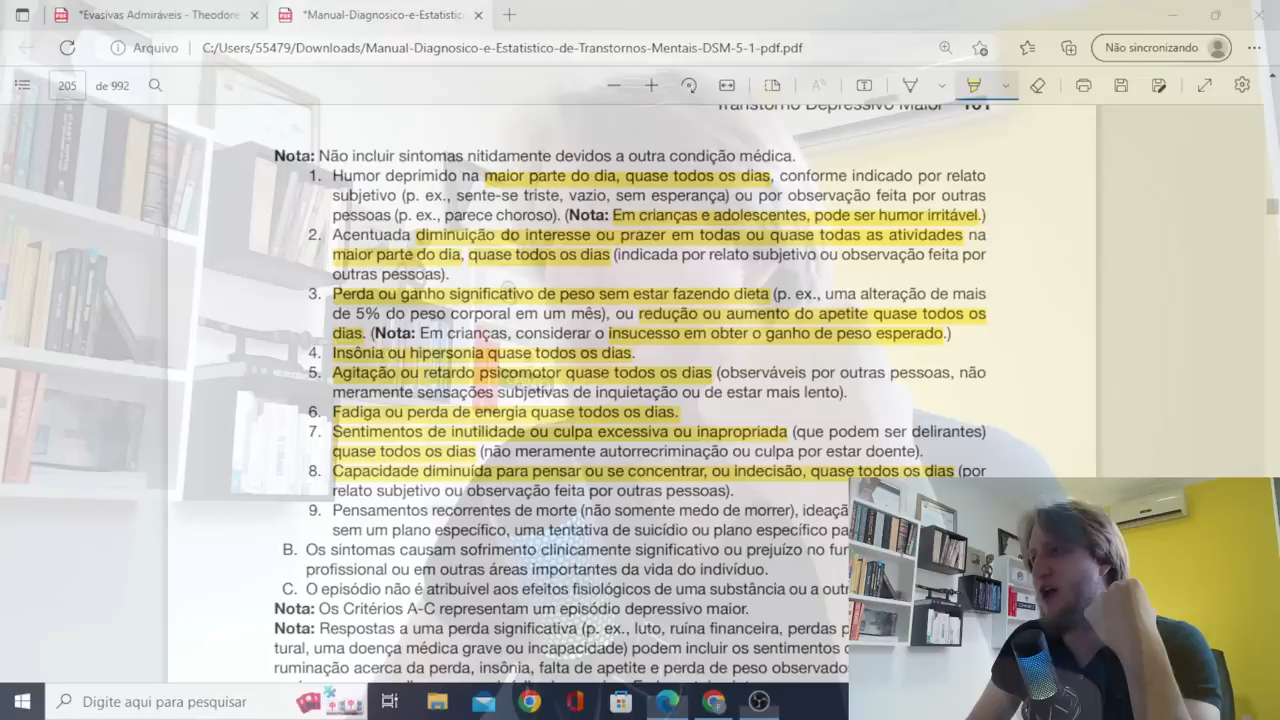 *Evasivas Admiráveis - Theodore
*Manual-Diagnosico-e-Estatistic
Arquivo
C:/Users/55479/Downloads/Manual-Diagnosico-e-Estatistico-de-Transtornos-Mentais-DSM-5-1-pdf.pdf
Não sincronizando
205 de 992
Transtorno Depressivo Maior 161
Nota: Não incluir sintomas nitidamente devidos a outra condição médica.
1. Humor deprimido na maior parte do dia, quase todos os dias, conforme indicado por relato
subjetivo (p. ex., sente-se triste, vazio, sem esperança) ou por observação feita por outras
pessoas (p. ex., parece choroso). (Nota: Em crianças e adolescentes, pode ser humor irritável.)
2. Acentuada diminuição do interesse ou prazer em todas ou quase todas as atividades na
maior parte do dia, quase todos os dias (indicada por relato subjetivo ou observação feita por
outras pessoas).
3. Perda ou ganho significativo de peso sem estar fazendo dieta (p. ex., uma alteração de mais
de 5% do peso corporal em um mês), ou redução ou aumento do apetite quase todos os
dias. (Nota: Em crianças, considerar o insucesso em obter o ganho de peso esperado.)
4. Insônia ou hipersonia quase todos os dias.
5. Agitação ou retardo psicomotor quase todos os dias (observáveis por outras pessoas, não
meramente sensações subjetivas de inquietação ou de estar mais lento).
6. Fadiga ou perda de energia quase todos os dias.
7. Sentimentos de inutilidade ou culpa excessiva ou inapropriada (que podem ser delirantes)
quase todos os dias (não meramente autorrecriminação ou culpa por estar doente).
8. Capacidade diminuída para pensar ou se concentrar, ou indecisão, quase todos os dias (por
relato subjetivo ou observação feita por outras pessoas).
9. Pensamentos recorrentes de morte (não somente medo de morrer), ideaçã
sem um plano específico, uma tentativa de suicídio ou plano específico pa
B. Os sintomas causam sofrimento clinicamente significativo ou prejuízo no fun
profissional ou em outras áreas importantes da vida do indivíduo.
C. O episódio não é atribuível aos efeitos fisiológicos de uma substância ou a outr
Nota: Os Critérios A-C representam um episódio depressivo maior.
Nota: Respostas a uma perda significativa (p. ex., luto, ruína financeira, perdas p
tural, uma doença médica grave ou incapacidade) podem incluir os sentimentos d
ruminação acerca da perda, insônia, falta de apetite e perda de peso observado
Digite aqui para pesquisar